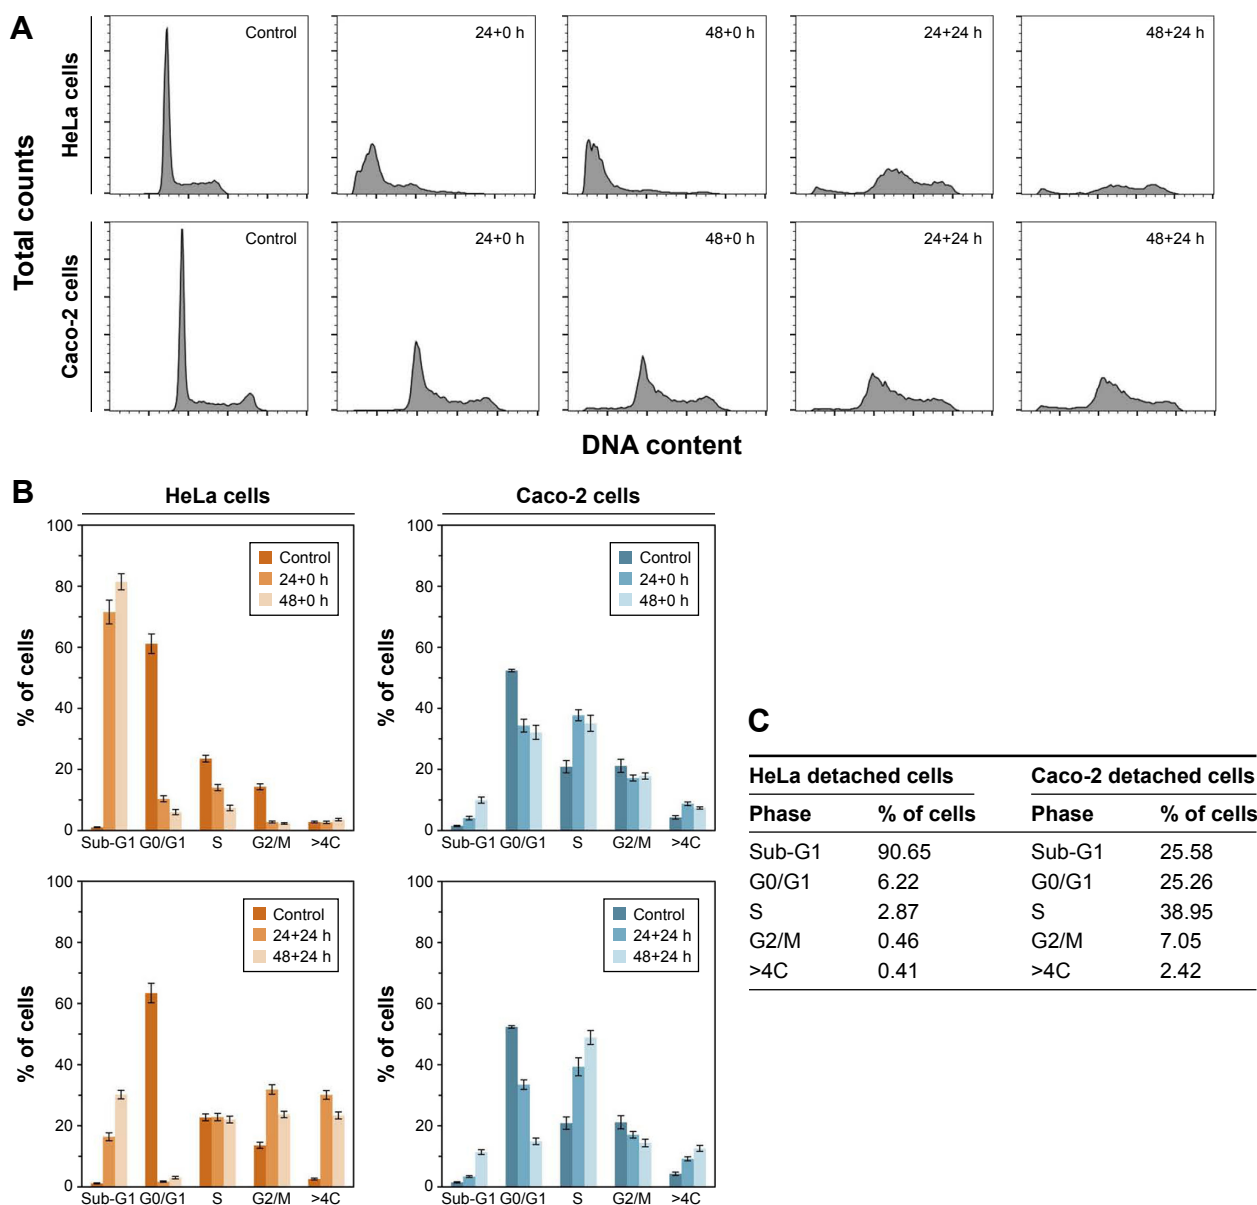 A
HeLa cells
Control
24+0 h
48+0 h
24+24 h
48+24 h
Total counts
Caco-2 cells
Control
24+0 h
48+0 h
24+24 h
48+24 h
DNA content
B
HeLa cells
Caco-2 cells
% of cells
100
80
60
40
20
0
Control
24+0 h
48+0 h
Sub-G1 G0/G1 S G2/M >4C
% of cells
100
80
60
40
20
0
Control
24+0 h
48+0 h
Sub-G1 G0/G1 S G2/M >4C
% of cells
100
80
60
40
20
0
Control
24+24 h
48+24 h
Sub-G1 G0/G1 S G2/M >4C
% of cells
100
80
60
40
20
0
Control
24+24 h
48+24 h
Sub-G1 G0/G1 S G2/M >4C
C
HeLa detached cells Caco-2 detached cells
Phase % of cells Phase % of cells
Sub-G1 90.65 Sub-G1 25.58
G0/G1 6.22 G0/G1 25.26
S 2.87 S 38.95
G2/M 0.46 G2/M 7.05
>4C 0.41 >4C 2.42